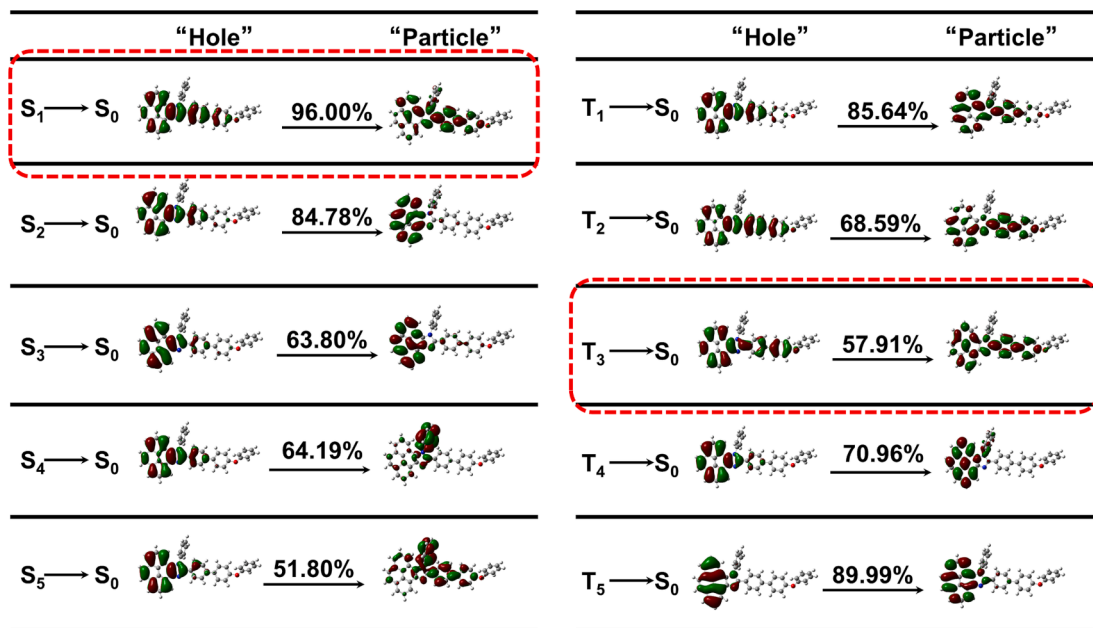 “Hole” “Particle”
S₁ → S₀ 96.00%
S₂ → S₀ 84.78%
S₃ → S₀ 63.80%
S₄ → S₀ 64.19%
S₅ → S₀ 51.80%
“Hole” “Particle”
T₁ → S₀ 85.64%
T₂ → S₀ 68.59%
T₃ → S₀ 57.91%
T₄ → S₀ 70.96%
T₅ → S₀ 89.99%